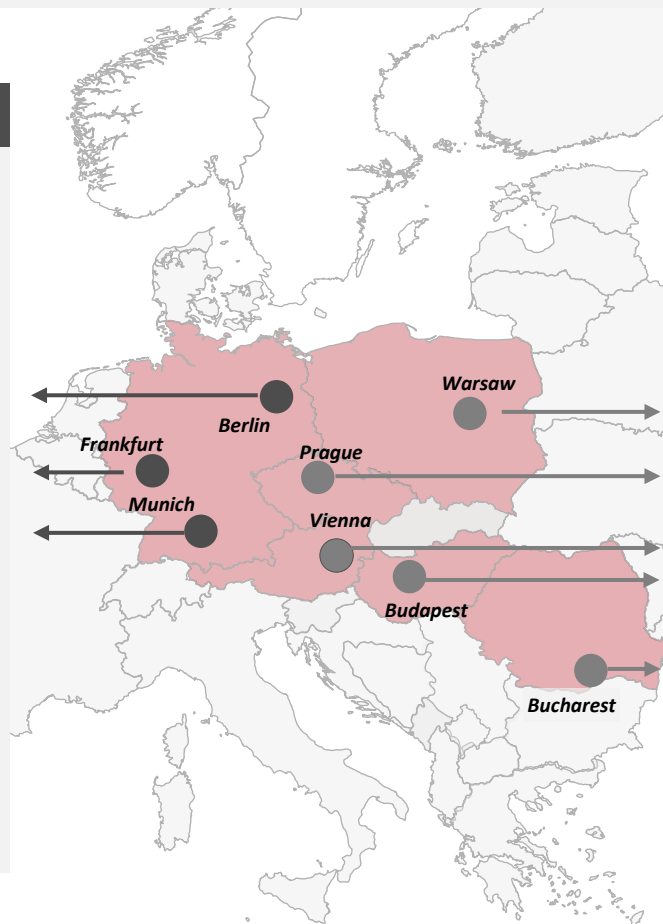 Warsaw
Berlin
Frankfurt
Prague
Munich
Vienna
Budapest
Bucharest